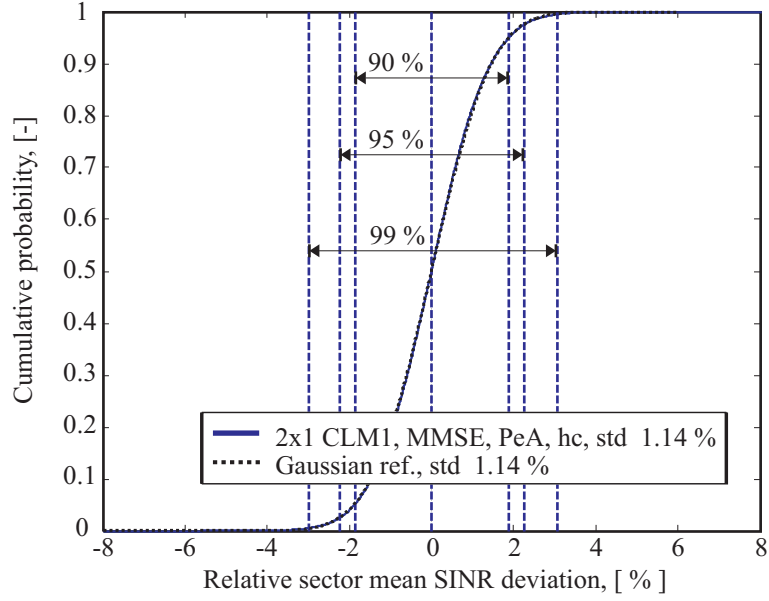 1
0.9
0.8
0.7
0.6
0.5
0.4
0.3
0.2
0.1
0
Cumulative probability, [-]
90 %
95 %
99 %
2x1 CLM1, MMSE, PeA, hc, std 1.14 %
Gaussian ref., std 1.14 %
-8 -6 -4 -2 0 2 4 6 8
Relative sector mean SINR deviation, [ % ]